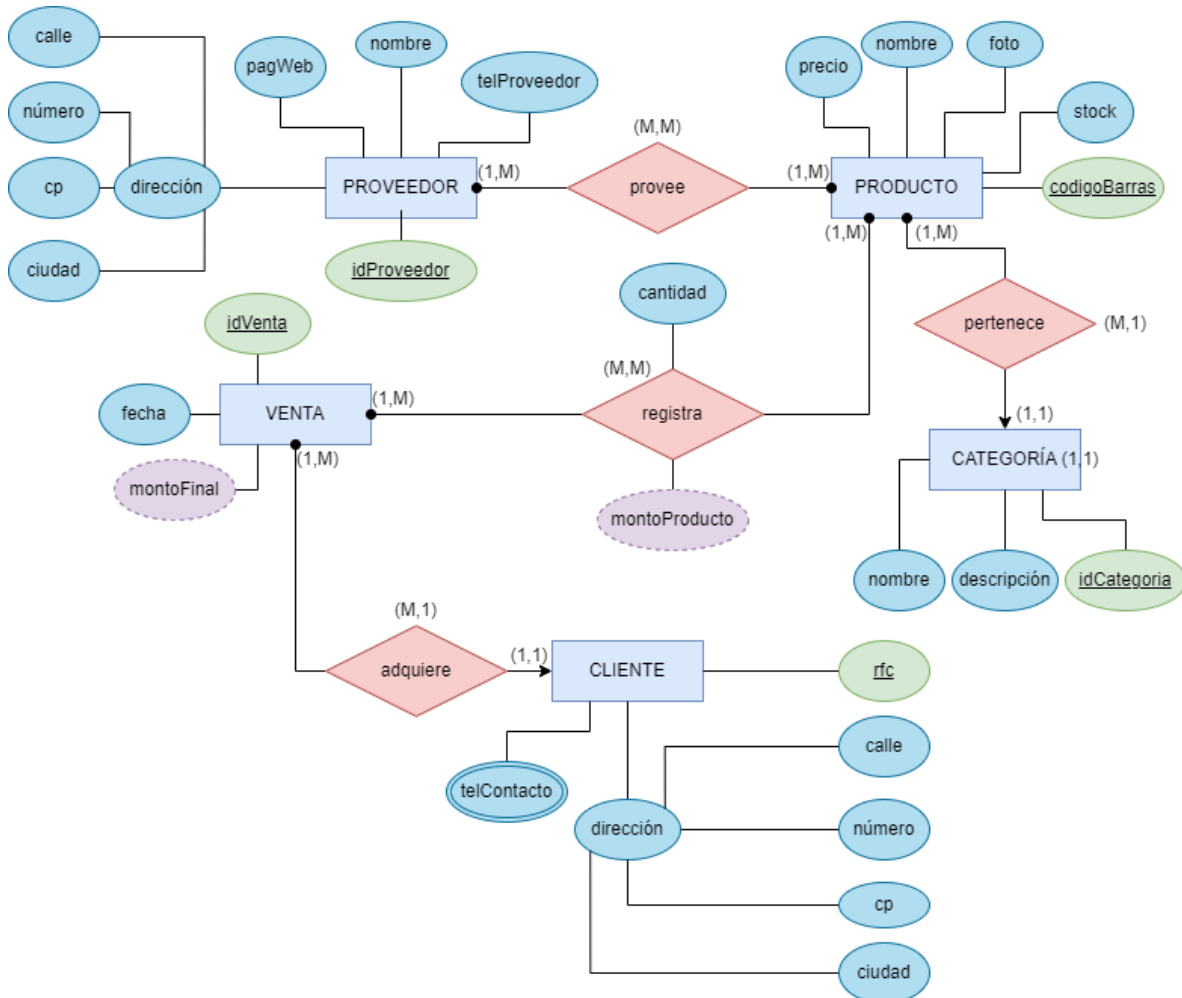 calle
nombre
nombre
foto
pagWeb
precio
telProveedor
número
stock
(M,M)
(1,M)
(1,M)
dirección
PROVEEDOR
provee
PRODUCTO
cp
codigoBarras
(1,M)
(1,M)
ciudad
idProveedor
cantidad
idVenta
pertenece
(M,1)
(M,M)
(1,M)
fecha
VENTA
registra
(1,1)
(1,M)
CATEGORÍA (1,1)
montoFinal
montoProducto
nombre
descripción
idCategoria
(M,1)
(1,1)
adquiere
CLIENTE
rfc
calle
telContacto
dirección
número
cp
ciudad